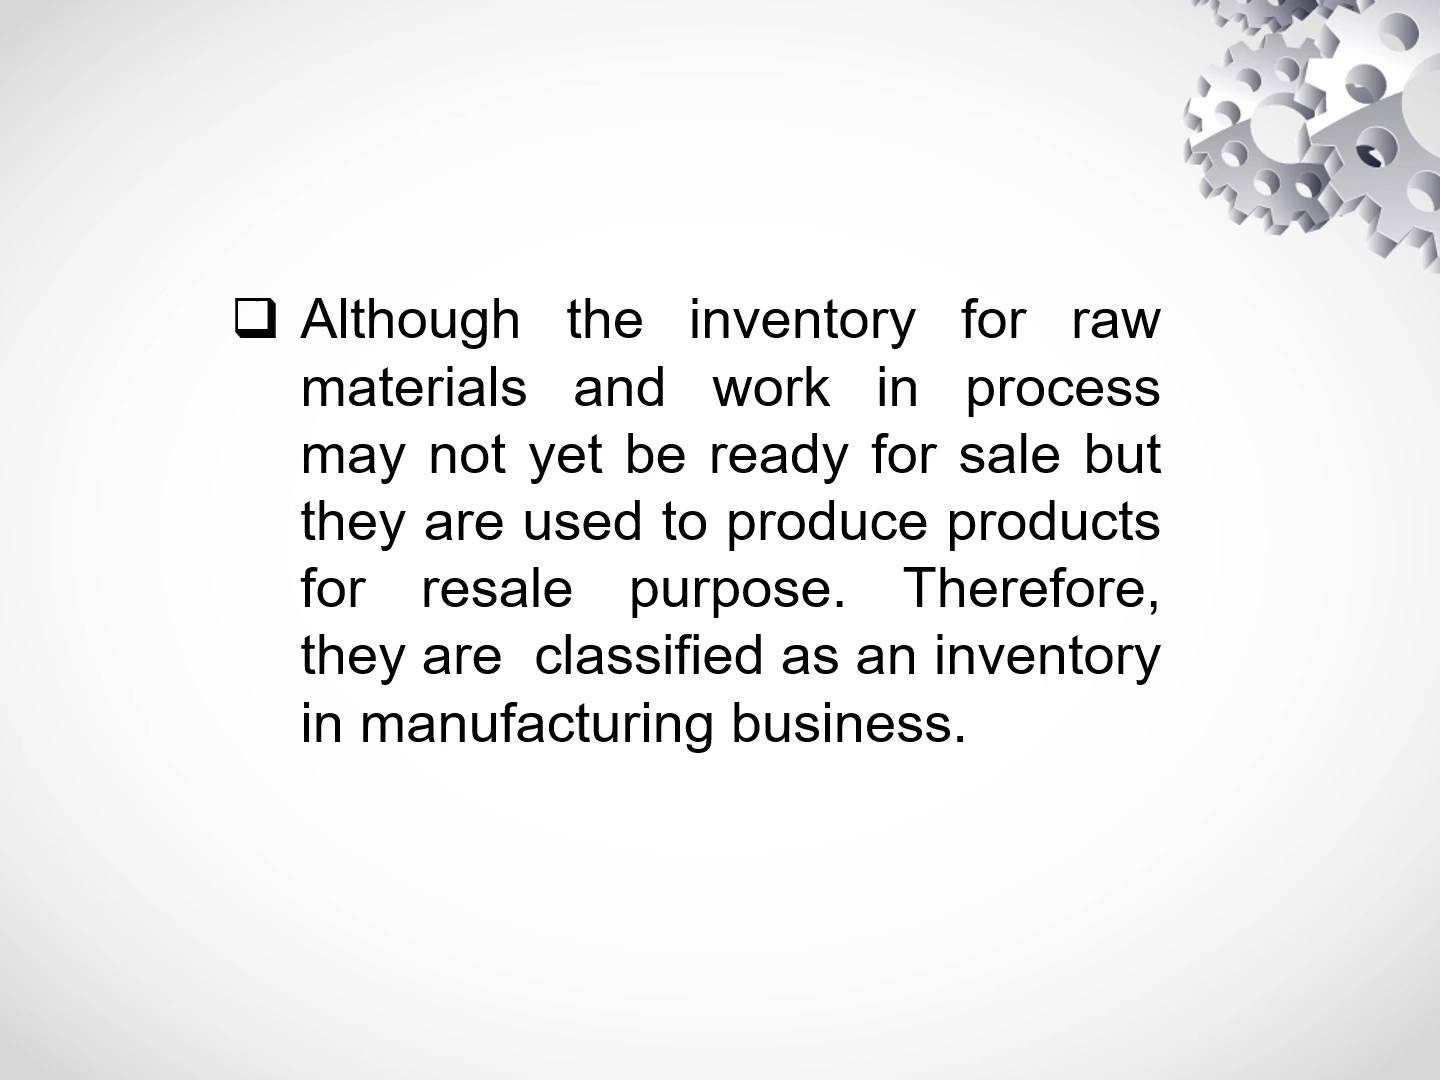 ❑ Although the inventory for raw
materials and work in process
may not yet be ready for sale but
they are used to produce products
for resale purpose. Therefore,
they are  classified as an inventory
in manufacturing business.